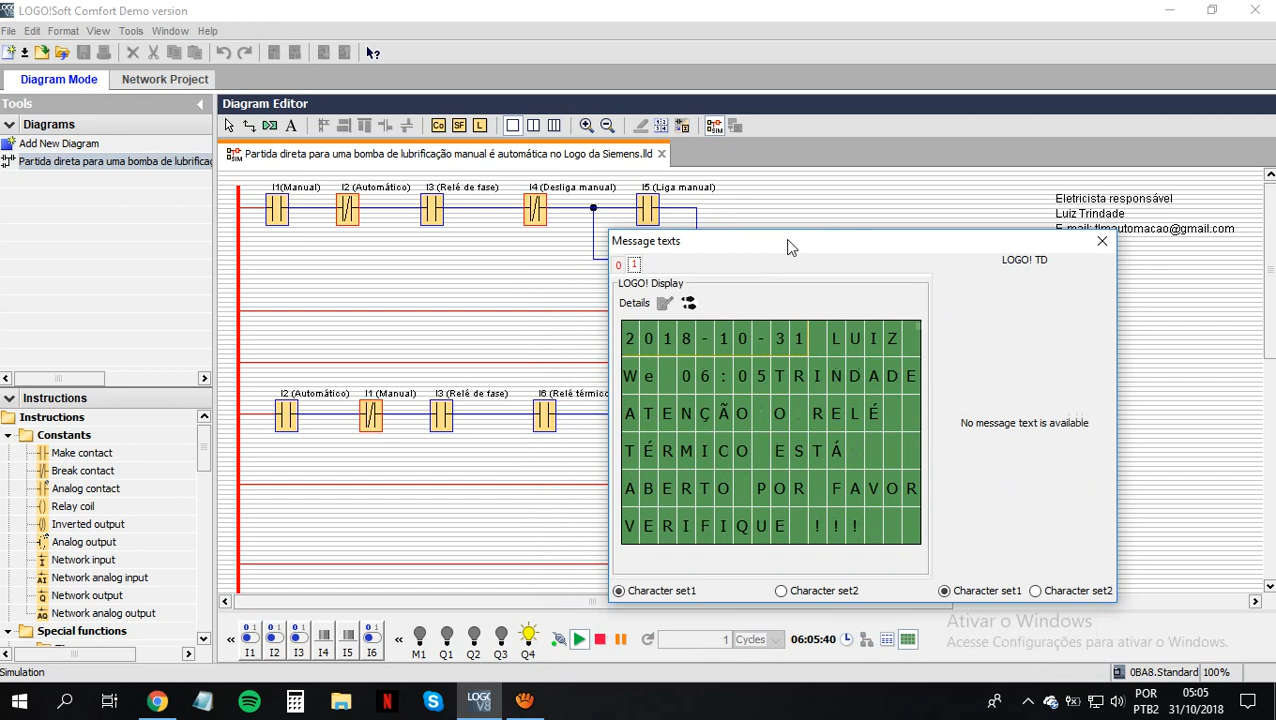 LOGO!Soft Comfort Demo version
File Edit Format View Tools Window Help
Diagram Mode Network Project
Tools
Diagrams
Add New Diagram
Partida direta para uma bomba de lubrificaç
Instructions
Instructions
Constants
Make contact
Break contact
Analog contact
Relay coil
Inverted output
Analog output
Network input
Network analog input
Network output
Network analog output
Special functions
Simulation
Diagram Editor
Co SF L
Partida direta para uma bomba de lubrificação manual é automática no Logo da Siemens.lld
I1(Manual) I2 (Automático) I3 (Relé de fase) I4 (Desliga manual) I5 (Liga manual)
Eletricista responsável
Luiz Trindade
E-mail: tlmautomacao@gmail.com
I2 (Automático) I1 (Manual) I3 (Relé de fase) I6 (Relé térmico
Message texts
0 1
LOGO! TD
LOGO! Display
Details
2018-10-31 LUIZ
We 06:05TRINDADE
ATENÇÃO O RELÉ
TÉRMICO ESTÁ
ABERTO POR FAVOR
VERIFIQUE !!!
No message text is available
Character set1 Character set2 Character set1 Character set2
I1 I2 I3 I4 I5 I6 M1 Q1 Q2 Q3 Q4
1 Cycles 06:05:40
Ativar o Windows
Acesse Configurações para ativar o Windows.
0BA8.Standard 100%
POR
PTB2
05:05
31/10/2018